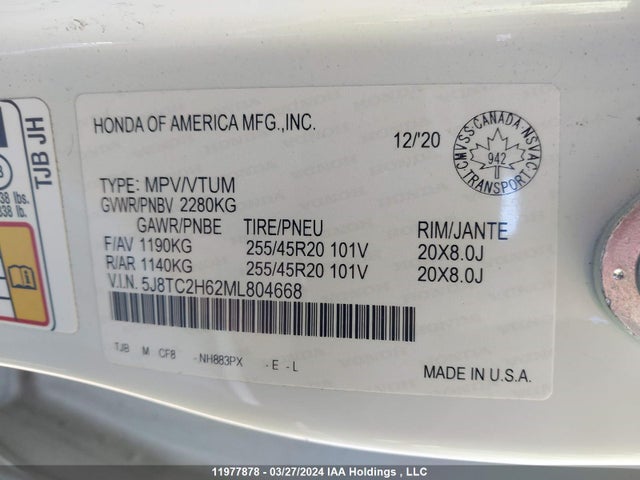 HONDA OF AMERICA MFG.,INC.
12/'20
CMVSS CANADA NSVAC
942
TRANSPORT
TYPE: MPV/VTUM
GVWR/PNBV 2280KG
GAWR/PNBE TIRE/PNEU RIM/JANTE
F/AV 1190KG 255/45R20 101V 20X8.0J
R/AR 1140KG 255/45R20 101V 20X8.0J
V.I.N. 5J8TC2H62ML804668
TJB M CF8 -NH883PX -E -L
MADE IN U.S.A.
TJB JH
lbs.
lb.
11977878 - 03/27/2024 IAA Holdings , LLC